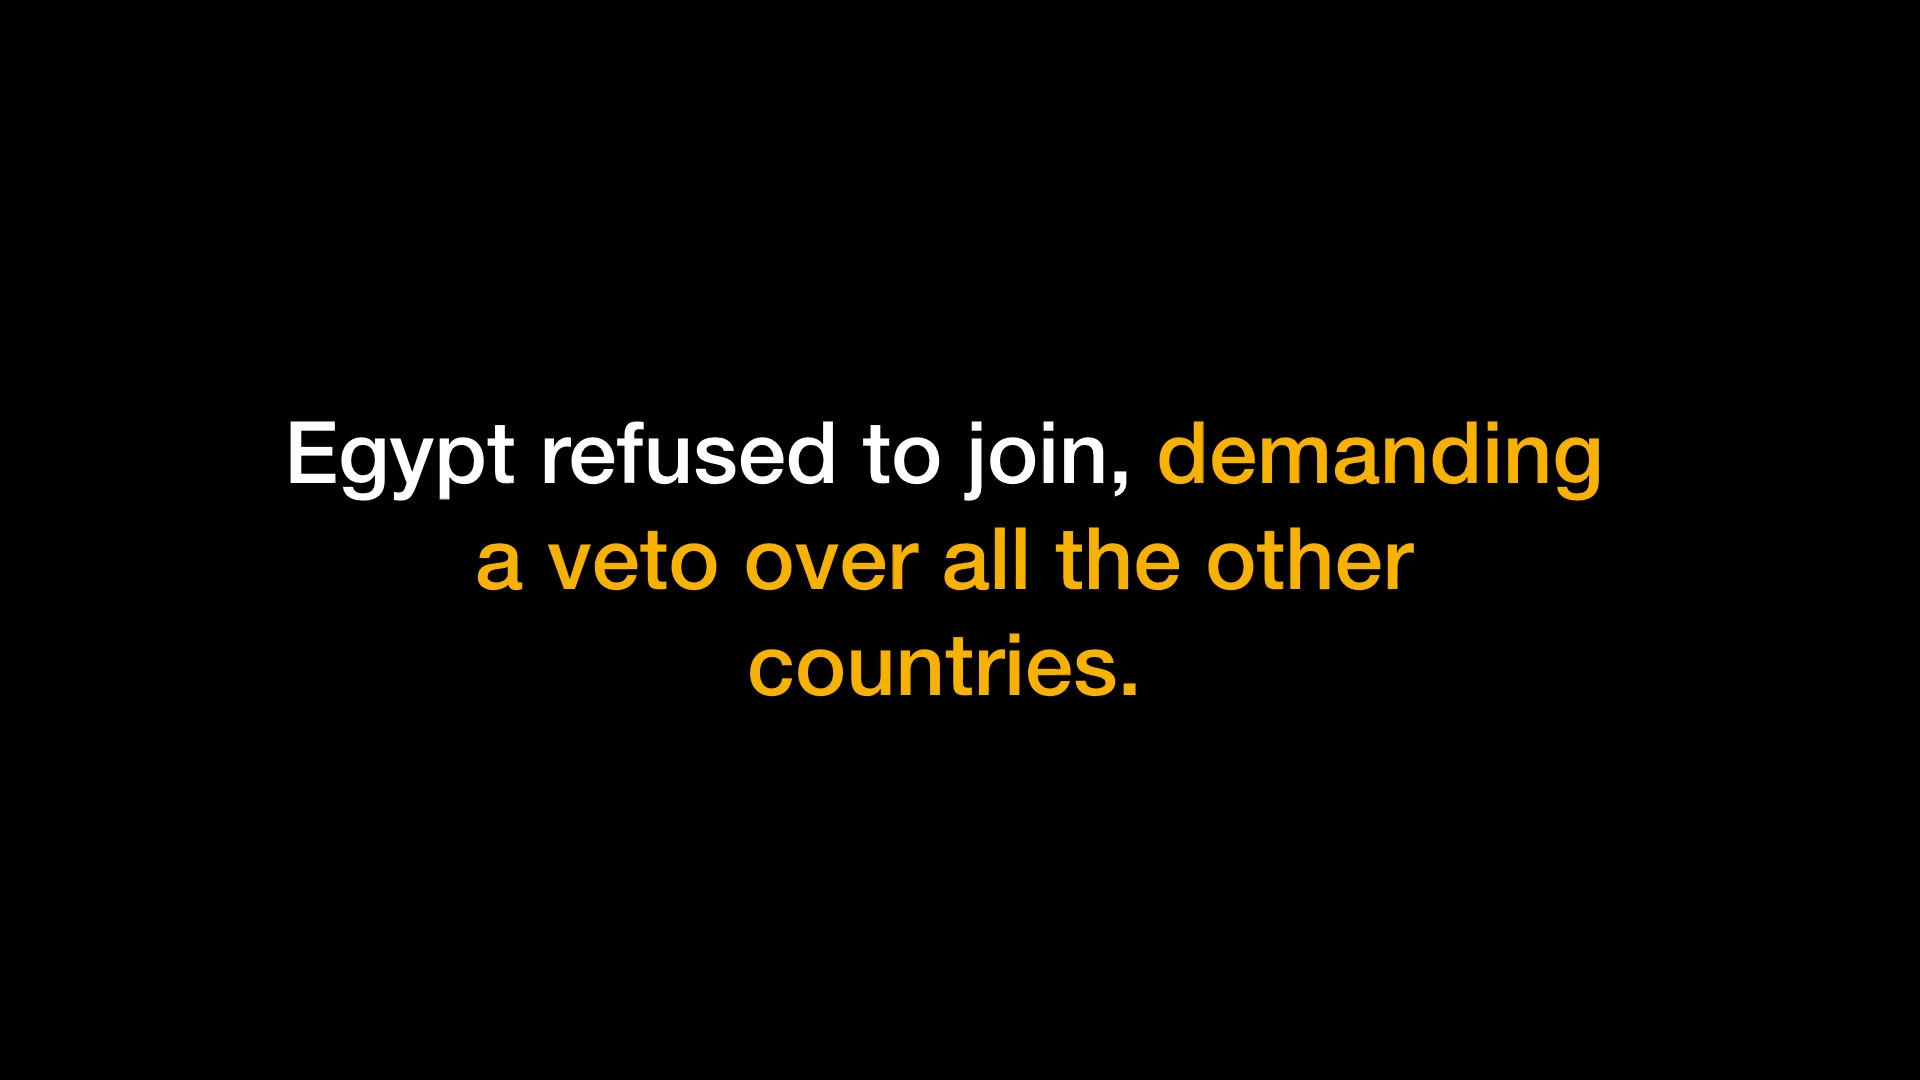 Egypt refused to join, demanding
a veto over all the other
countries.